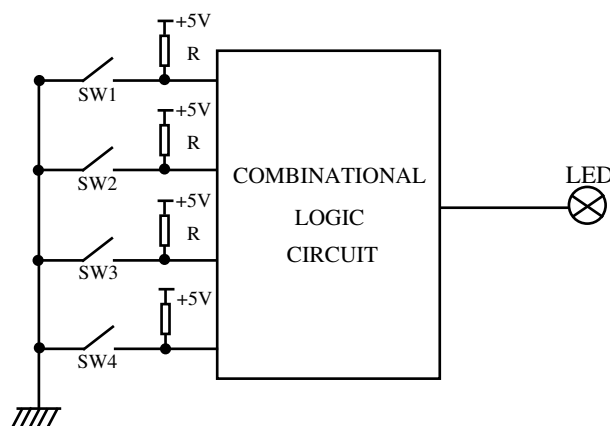 +5V
R
SW1
+5V
R
SW2
+5V
R
SW3
+5V
SW4
COMBINATIONAL
LOGIC
CIRCUIT
LED